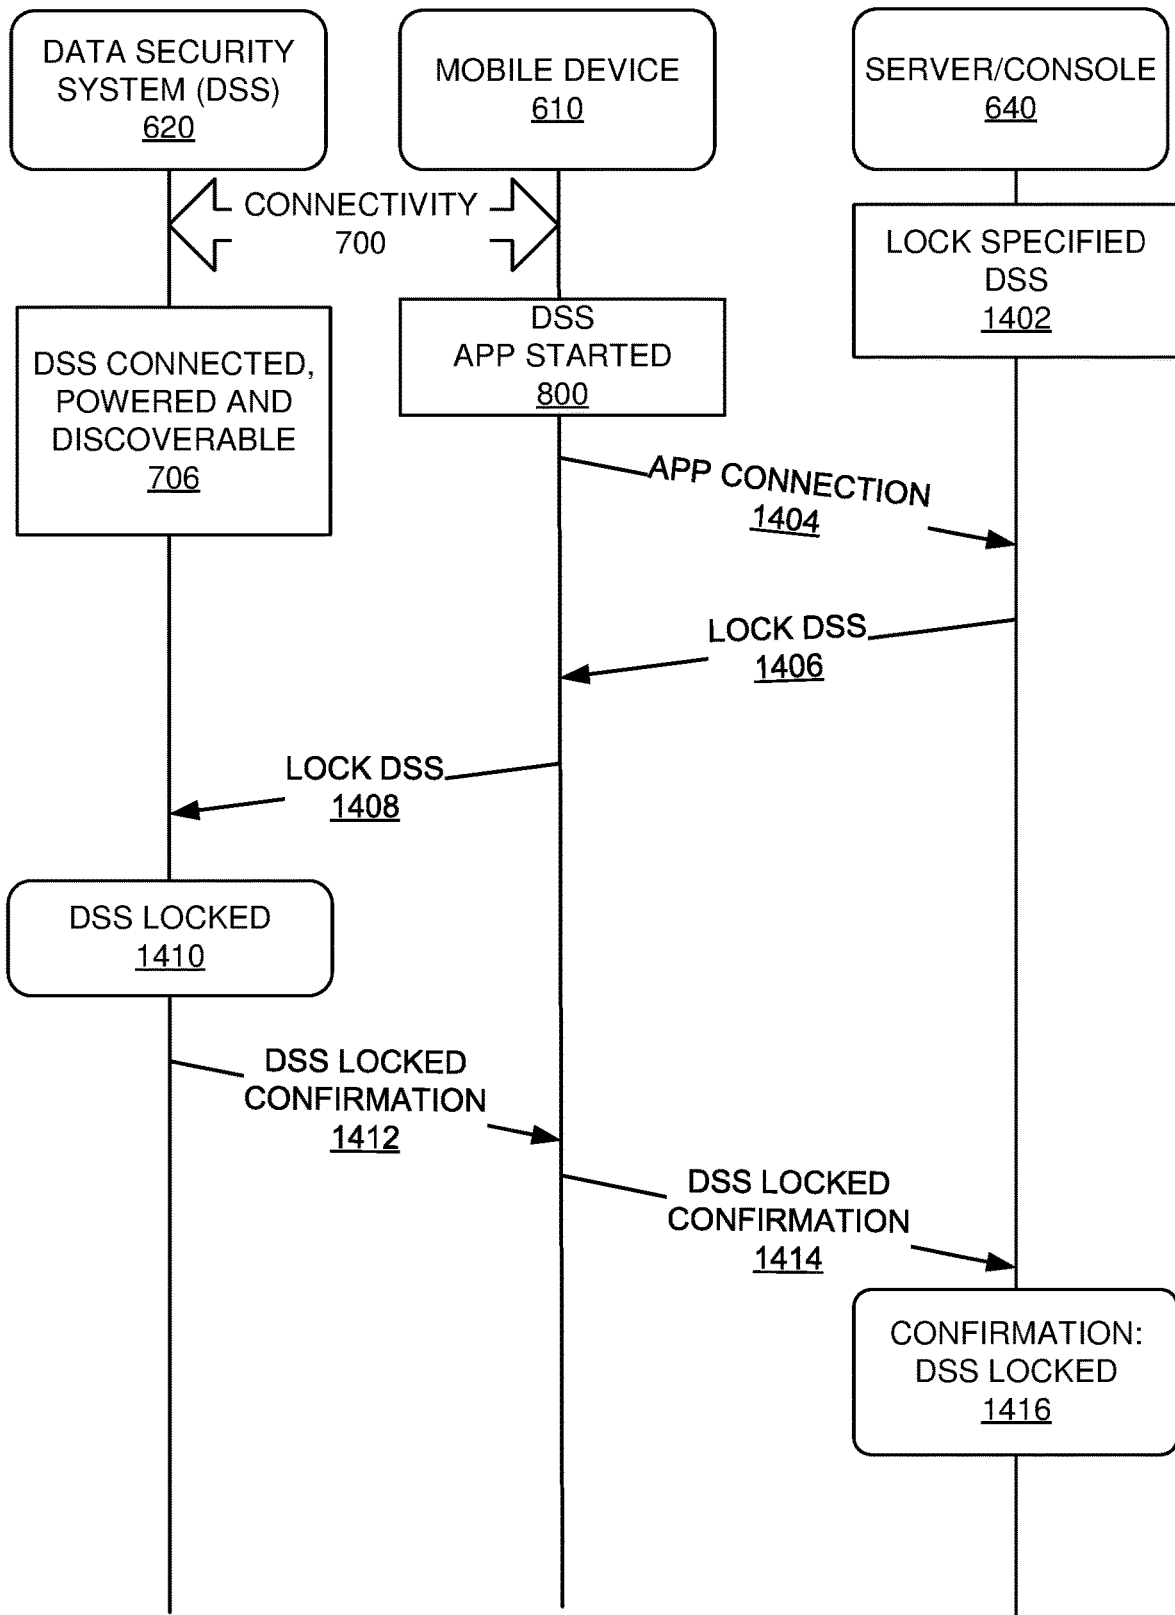 DATA SECURITY
SYSTEM (DSS)
620
MOBILE DEVICE
610
SERVER/CONSOLE
640
CONNECTIVITY
700
LOCK SPECIFIED
DSS
1402
DSS CONNECTED,
POWERED AND
DISCOVERABLE
706
DSS
APP STARTED
800
APP CONNECTION
1404
LOCK DSS
1406
LOCK DSS
1408
DSS LOCKED
1410
DSS LOCKED
CONFIRMATION
1412
DSS LOCKED
CONFIRMATION
1414
CONFIRMATION:
DSS LOCKED
1416